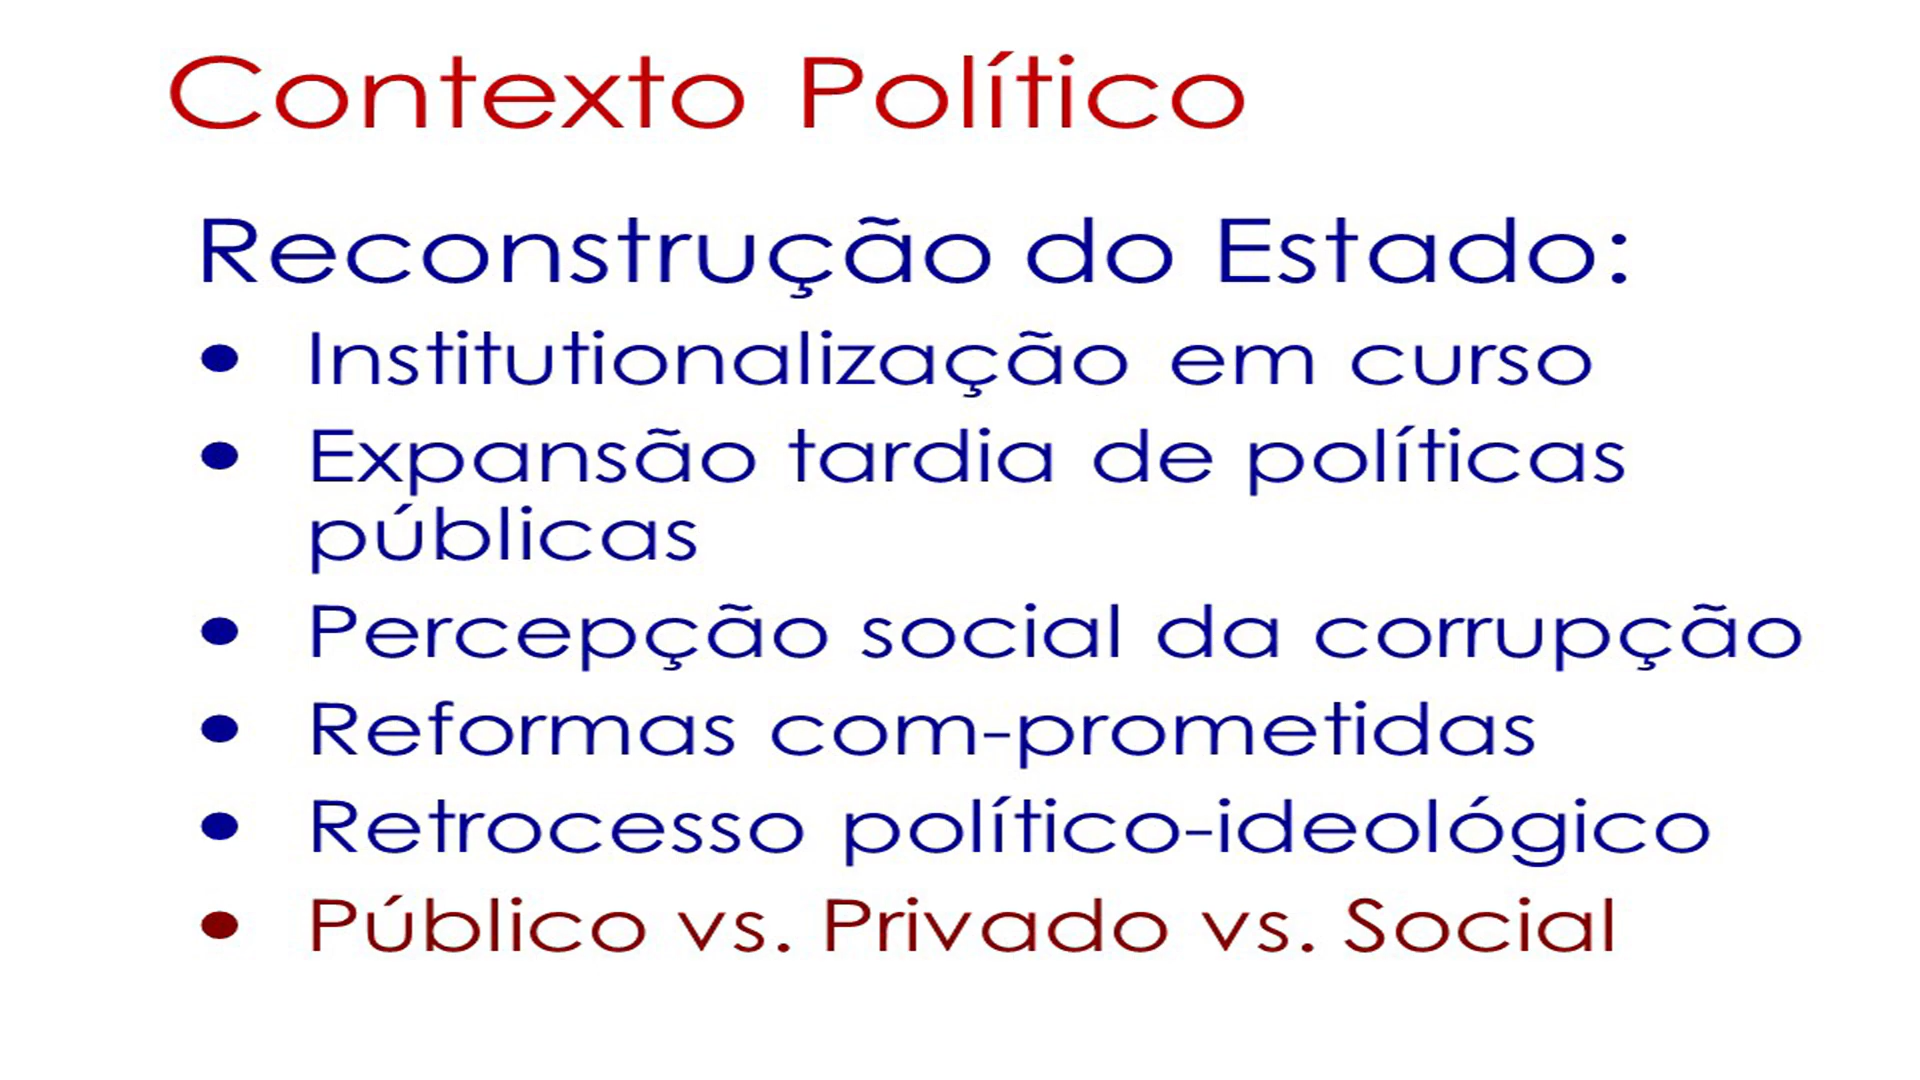 Contexto Político
Reconstrução do Estado:
• Institutionalização em curso
• Expansão tardia de políticas
públicas
• Percepção social da corrupção
• Reformas com-prometidas
• Retrocesso político-ideológico
• Público vs. Privado vs. Social